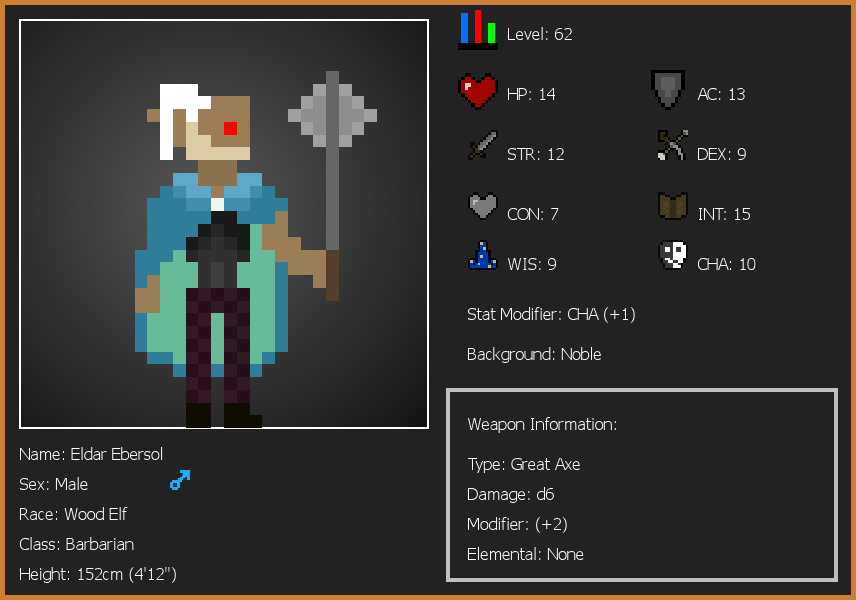 Level: 62
HP: 14
AC: 13
STR: 12
DEX: 9
CON: 7
INT: 15
WIS: 9
CHA: 10
Stat Modifier: CHA (+1)
Background: Noble
Weapon Information:
Type: Great Axe
Damage: d6
Modifier: (+2)
Elemental: None
Name: Eldar Ebersol
Sex: Male
Race: Wood Elf
Class: Barbarian
Height: 152cm (4'12")